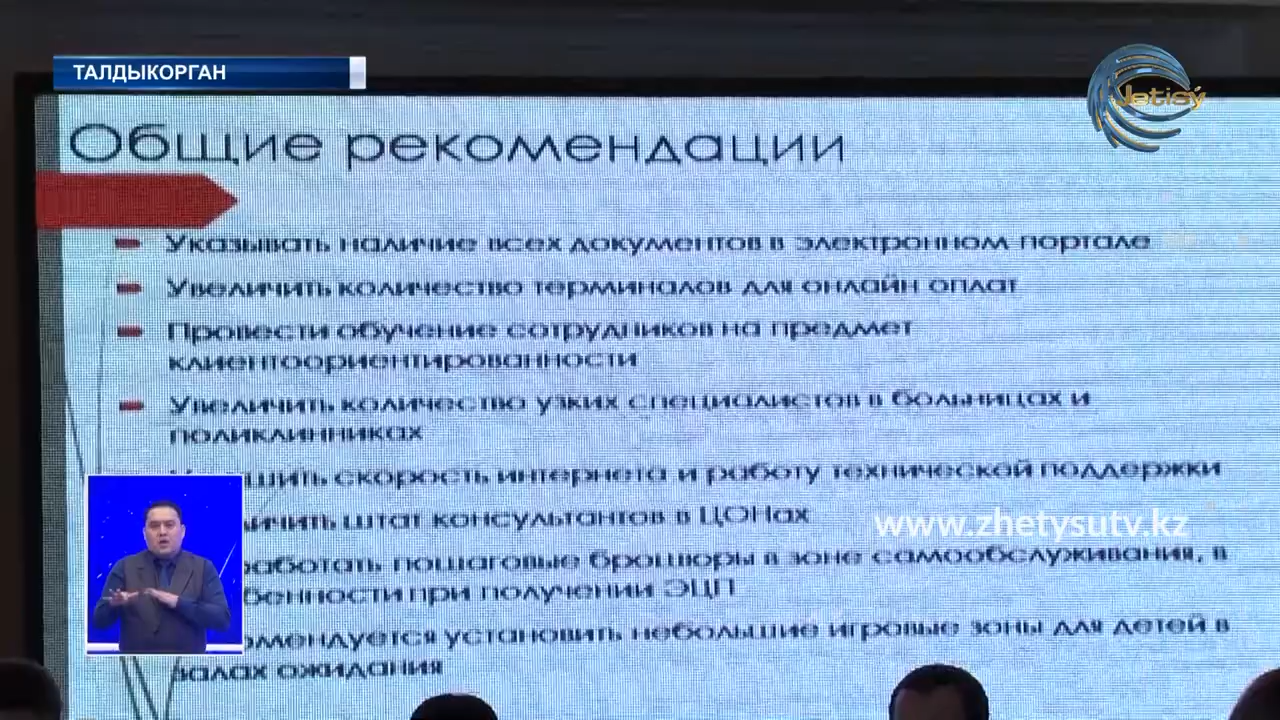 ТАЛДЫКОРГАН
Jetisý
Общие рекомендации
Указывать наличие всех документов в электронном портале
Увеличить количество терминалов для онлайн оплат
Провести обучение сотрудников на предмет
клиентоориентированности
Увеличить количество узких специалистов в больницах и
поликлинниках
скорость интернета и работу технической поддержки
штат консультантов в ЦОНах
www.zhetysutv.kz
пошаговые брошюры в зоне самообслуживания, в
при получении ЭЦП
установить небольшие игровые зоны для детей в
залах ожидания